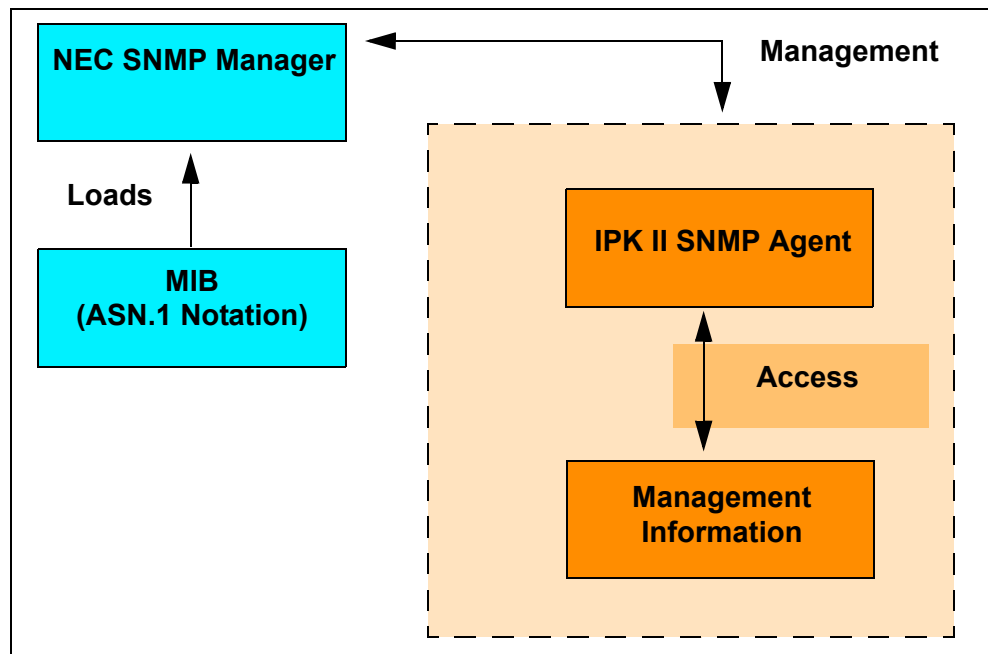 NEC SNMP Manager
Management
Loads
MIB
(ASN.1 Notation)
IPK II SNMP Agent
Access
Management
Information